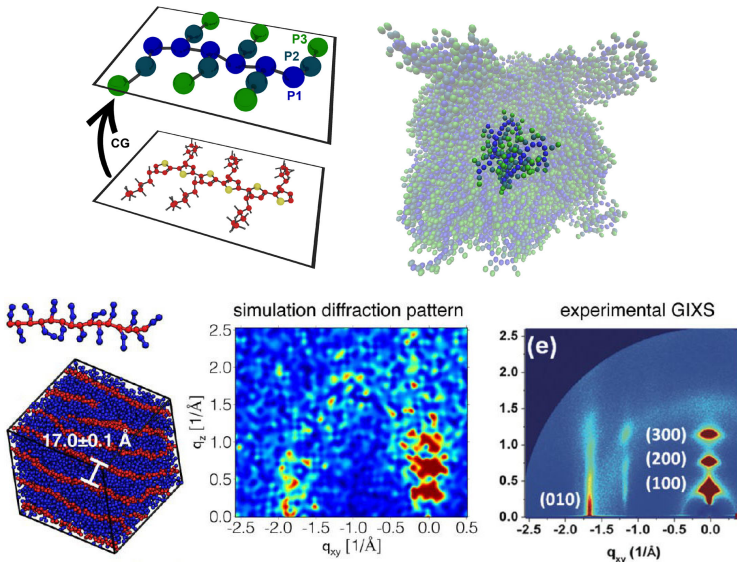 P3
P2
P1
CG
simulation diffraction pattern
experimental GIXS
17.0±0.1 Å
2.5
2.0
1.5
1.0
0.5
0.0
q_z [1/Å]
-2.5 -2.0 -1.5 -1.0 -0.5 0.0 0.5
q_xy [1/Å]
(e)
2.5
2.0
1.5
1.0
0.5
0.0
(300)
(200)
(100)
(010)
-2.5 -2.0 -1.5 -1.0 -0.5 0.0
q_xy (1/Å)